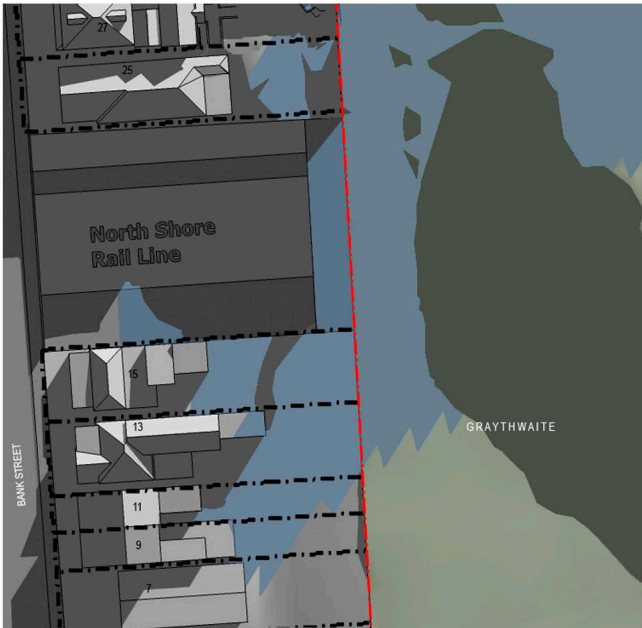 27
25
North Shore
Rail Line
15
13
GRAYTHWAITE
BANK STREET
11
9
7